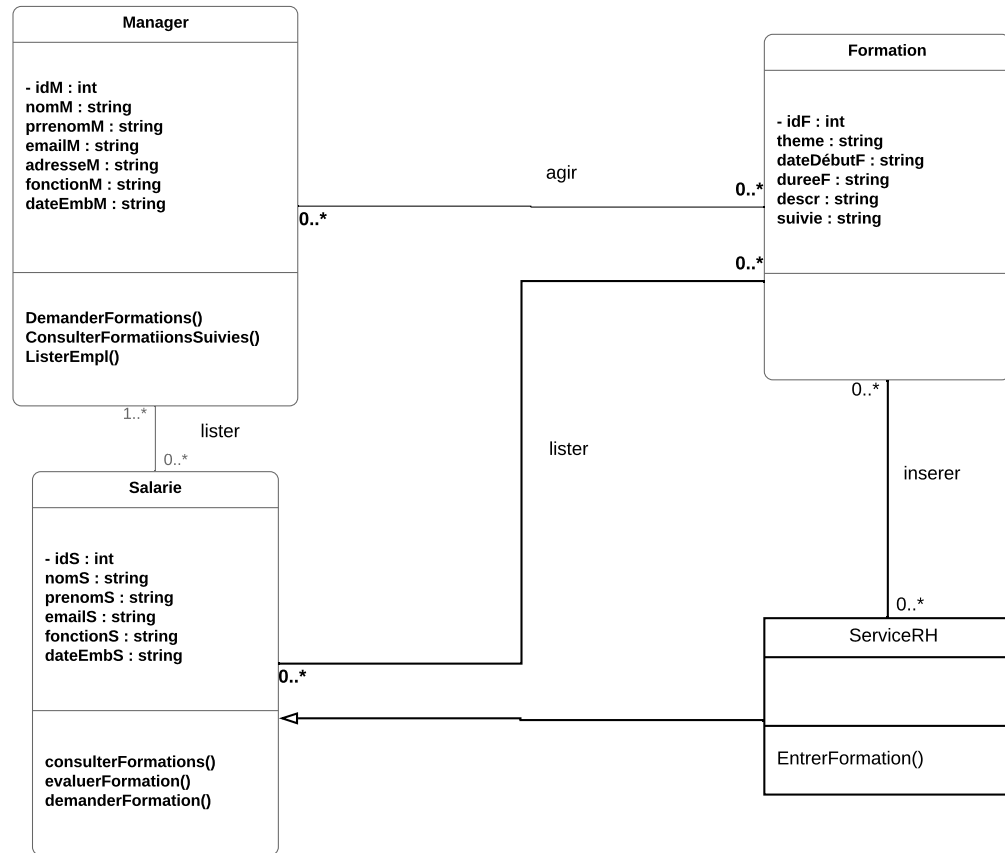 Manager
- idM : int
nomM : string
prrenomM : string
emailM : string
adresseM : string
fonctionM : string
dateEmbM : string
DemanderFormations()
ConsulterFormatiionsSuivies()
ListerEmpl()
agir
0..*
0..*
Formation
- idF : int
theme : string
dateDébutF : string
dureeF : string
descr : string
suivie : string
0..*
1..*
lister
0..*
lister
0..*
inserer
0..*
Salarie
- idS : int
nomS : string
prenomS : string
emailS : string
fonctionS : string
dateEmbS : string
0..*
consulterFormations()
evaluerFormation()
demanderFormation()
ServiceRH
EntrerFormation()